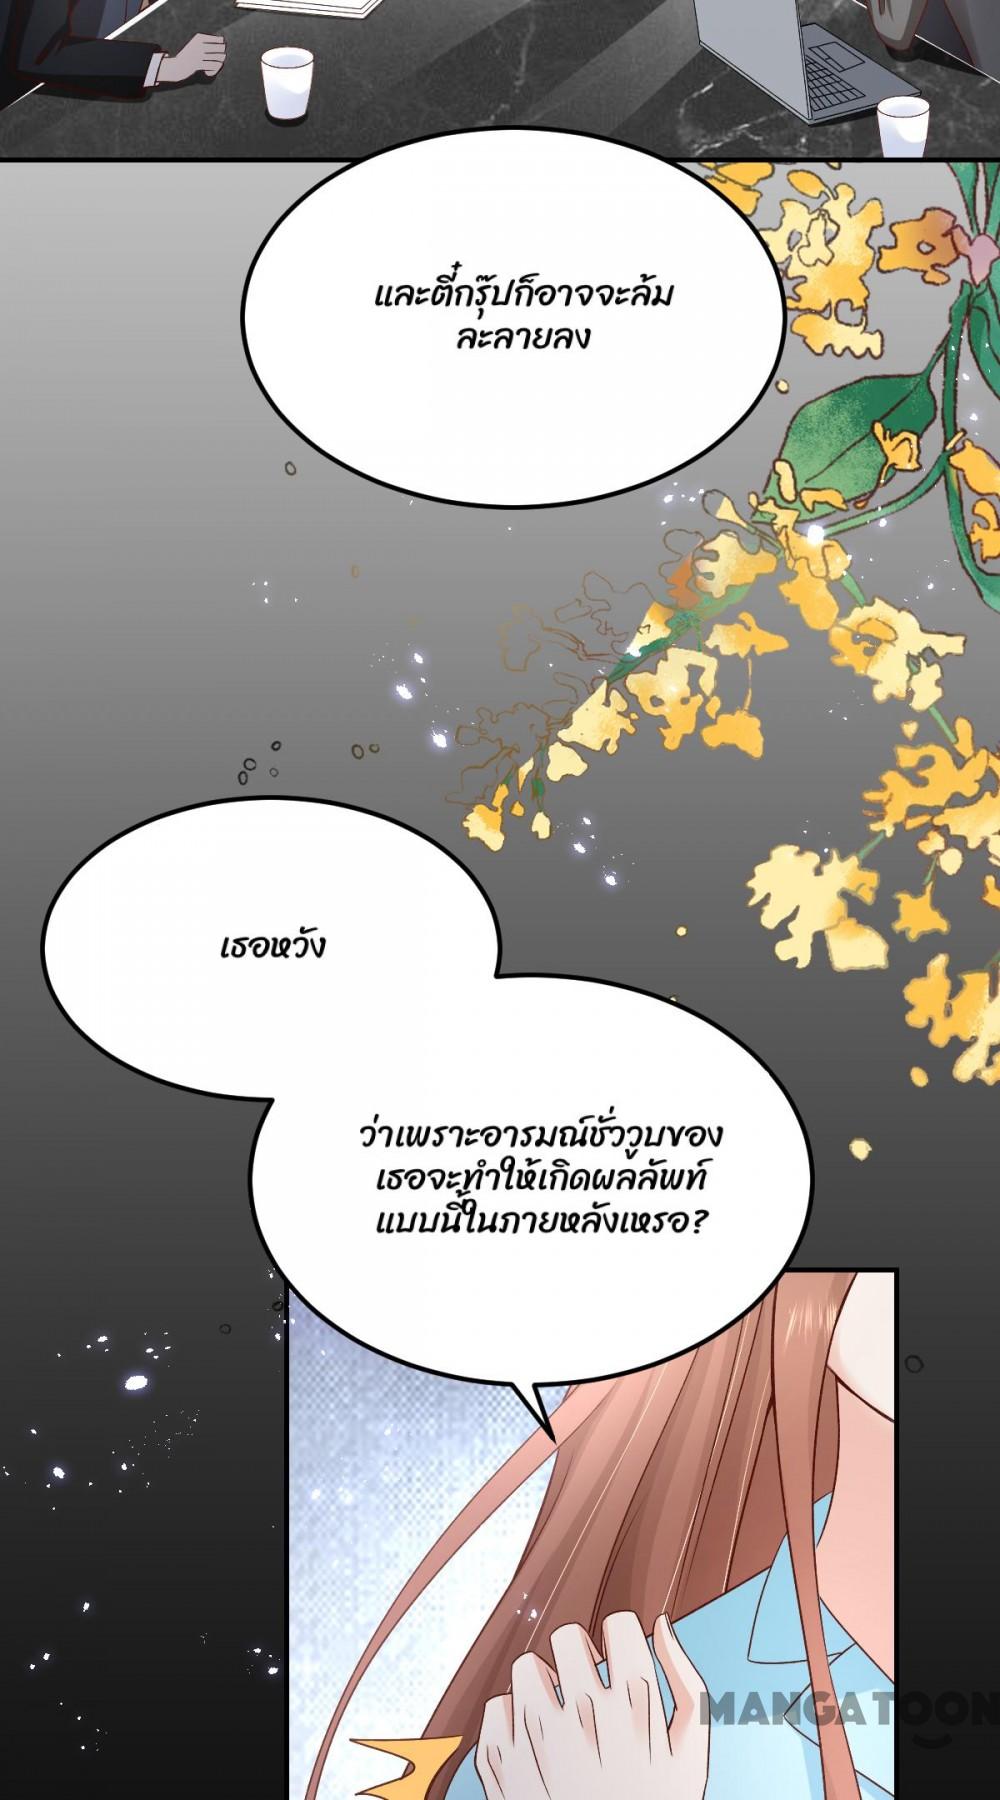 และตี๋กรุ๊ปก็อาจจะล้ม
ละลายลง
เธอหวัง
ว่าเพราะอารมณ์ชั่ววูบของ
เธอจะทำให้เกิดผลลัพท์
แบบนี้ในภายหลังเหรอ?
MANGATOON